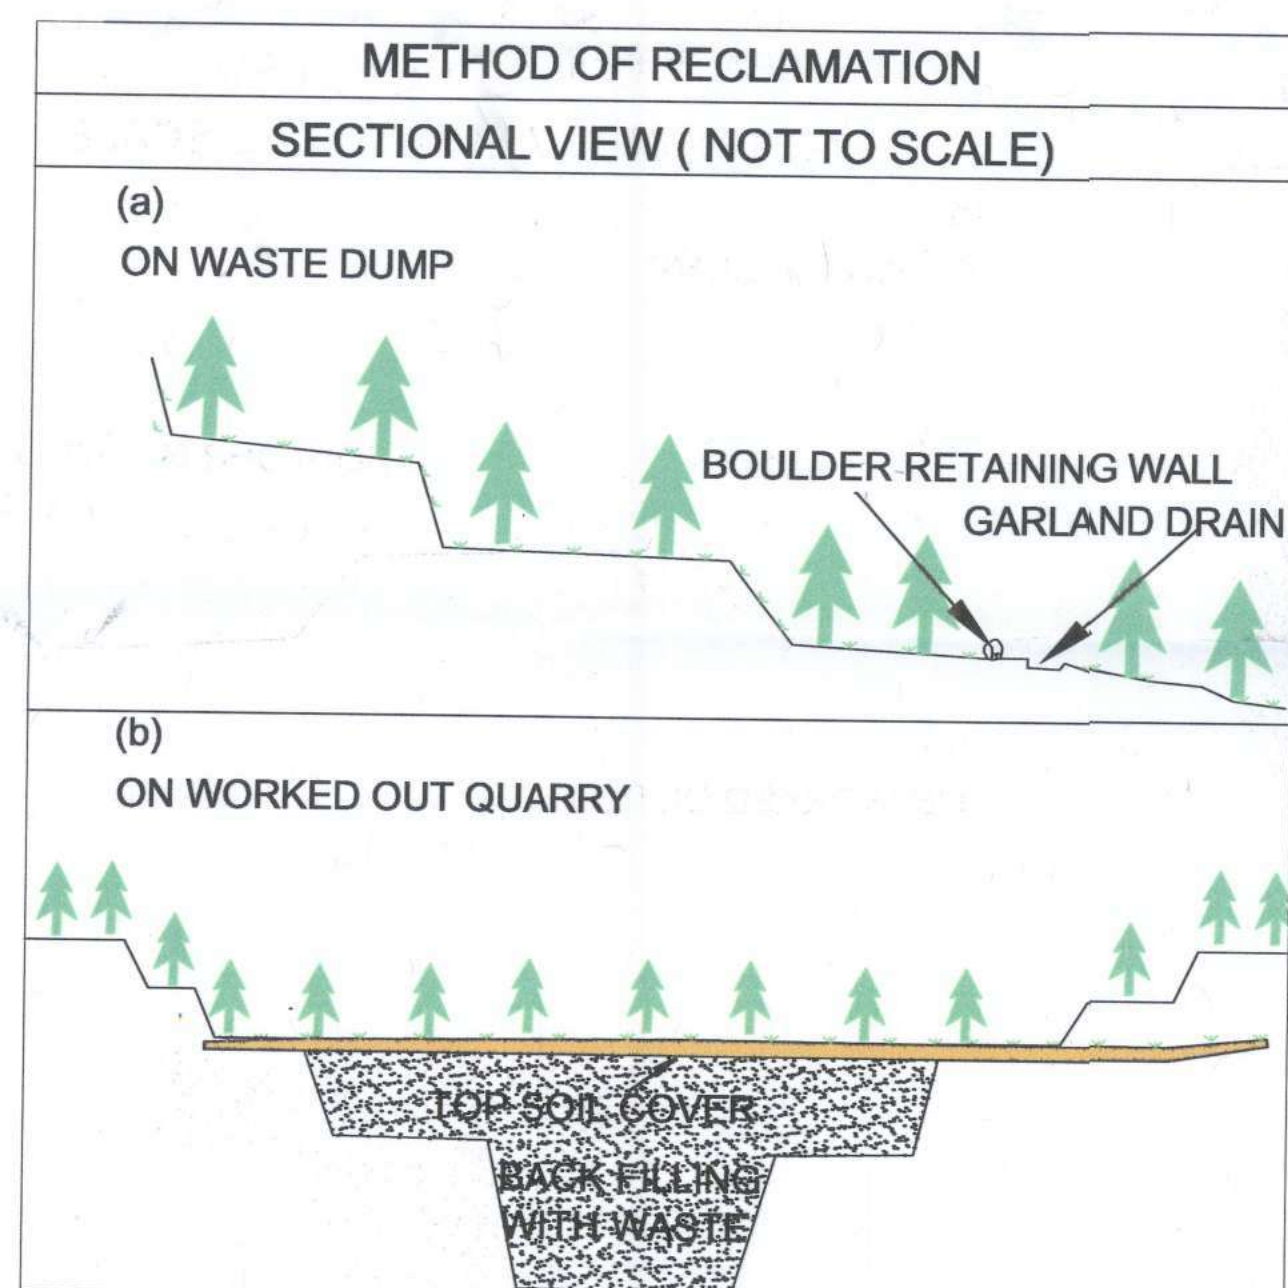 METHOD OF RECLAMATION
SECTIONAL VIEW ( NOT TO SCALE)
(a)
ON WASTE DUMP
BOULDER RETAINING WALL
GARLAND DRAIN
(b)
ON WORKED OUT QUARRY
TOP SOIL COVER
BACK FILLING
WITH WASTE